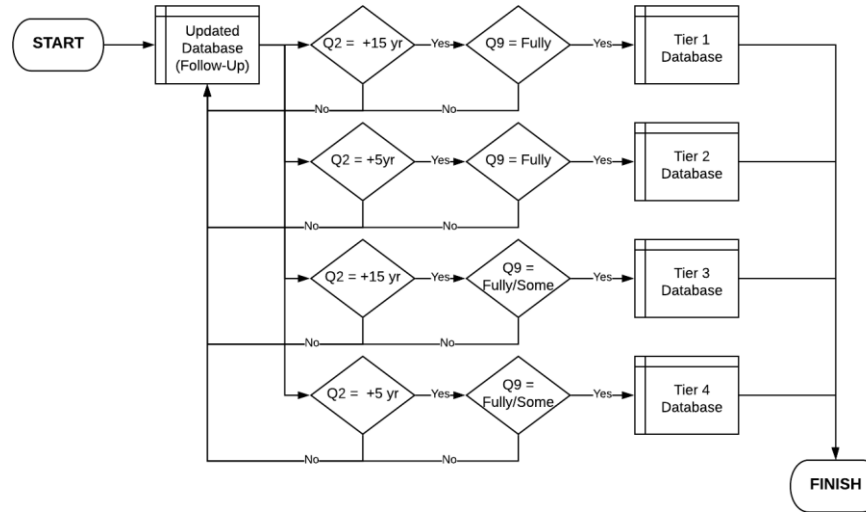 START
Updated
Database
(Follow-Up)
Q2 = +15 yr
Yes
Q9 = Fully
Yes
Tier 1
Database
No
No
Q2 = +5yr
Yes
Q9 = Fully
Yes
Tier 2
Database
No
No
Q2 = +15 yr
Yes
Q9 =
Fully/Some
Yes
Tier 3
Database
No
No
Q2 = +5 yr
Yes
Q9 =
Fully/Some
Yes
Tier 4
Database
No
No
FINISH